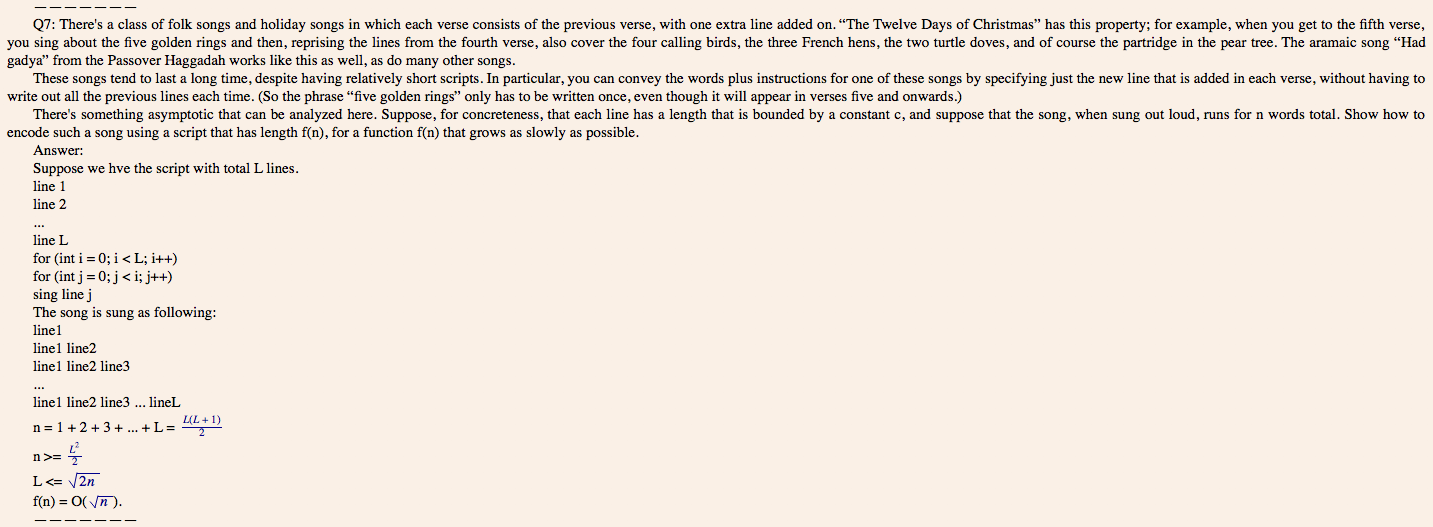 Q7: There's a class of folk songs and holiday songs in which each verse consists of the previous verse, with one extra line added on. “The Twelve Days of Christmas” has this property; for example, when you get to the fifth verse,
you sing about the five golden rings and then, reprising the lines from the fourth verse, also cover the four calling birds, the three French hens, the two turtle doves, and of course the partridge in the pear tree. The aramaic song “Had
gadya” from the Passover Haggadah works like this as well, as do many other songs.
These songs tend to last a long time, despite having relatively short scripts. In particular, you can convey the words plus instructions for one of these songs by specifying just the new line that is added in each verse, without having to
write out all the previous lines each time. (So the phrase “five golden rings” only has to be written once, even though it will appear in verses five and onwards.)
There's something asymptotic that can be analyzed here. Suppose, for concreteness, that each line has a length that is bounded by a constant c, and suppose that the song, when sung out loud, runs for n words total. Show how to
encode such a song using a script that has length f(n), for a function f(n) that grows as slowly as possible.
Answer:
Suppose we hve the script with total L lines.
line 1
line 2
...
line L
for (int i = 0; i < L; i++)
for (int j = 0; j < i; j++)
sing line j
The song is sung as following:
line1
line1 line2
line1 line2 line3
...
line1 line2 line3 ... lineL
n = 1 + 2 + 3 + ... + L = L(L + 1)/2
n >= L²/2
L <= √2n
f(n) = O(√n).